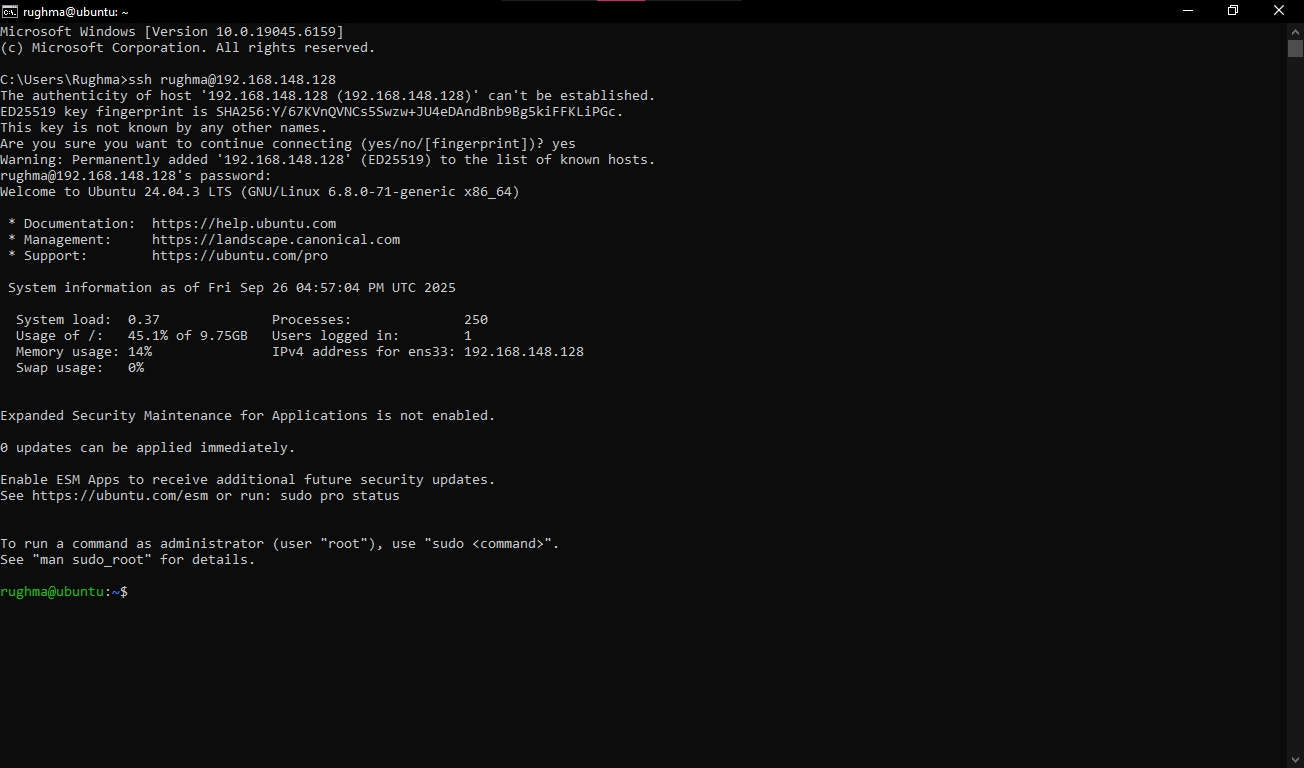 rughma@ubuntu: ~
Microsoft Windows [Version 10.0.19045.6159]
(c) Microsoft Corporation. All rights reserved.
C:\Users\Rughma>ssh rughma@192.168.148.128
The authenticity of host '192.168.148.128 (192.168.148.128)' can't be established.
ED25519 key fingerprint is SHA256:Y/67KVnQVNCs5Swzw+JU4eDAndBnb9Bg5kiFFKLiPGc.
This key is not known by any other names.
Are you sure you want to continue connecting (yes/no/[fingerprint])? yes
Warning: Permanently added '192.168.148.128' (ED25519) to the list of known hosts.
rughma@192.168.148.128's password:
Welcome to Ubuntu 24.04.3 LTS (GNU/Linux 6.8.0-71-generic x86_64)
* Documentation:  https://help.ubuntu.com
* Management:     https://landscape.canonical.com
* Support:        https://ubuntu.com/pro
System information as of Fri Sep 26 04:57:04 PM UTC 2025
System load:  0.37              Processes:              250
Usage of /:   45.1% of 9.75GB   Users logged in:        1
Memory usage: 14%               IPv4 address for ens33: 192.168.148.128
Swap usage:   0%
Expanded Security Maintenance for Applications is not enabled.
0 updates can be applied immediately.
Enable ESM Apps to receive additional future security updates.
See https://ubuntu.com/esm or run: sudo pro status
To run a command as administrator (user "root"), use "sudo <command>".
See "man sudo_root" for details.
rughma@ubuntu:~$